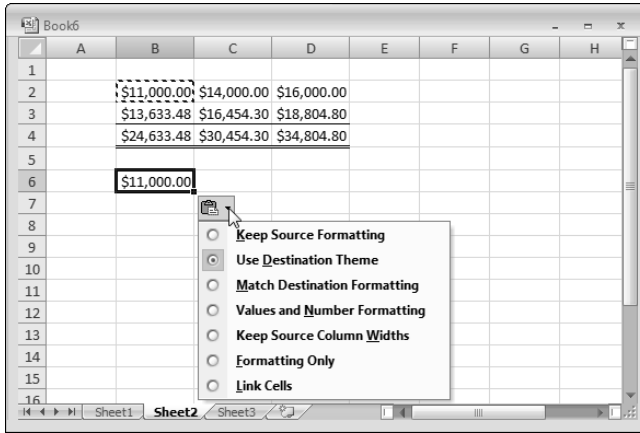 Book6
A B C D E F G H
1
2 $11,000.00 $14,000.00 $16,000.00
3 $13,633.48 $16,454.30 $18,804.80
4 $24,633.48 $30,454.30 $34,804.80
5
6 $11,000.00
7
8 Keep Source Formatting
9 Use Destination Theme
10
11 Match Destination Formatting
12 Values and Number Formatting
13 Keep Source Column Widths
14 Formatting Only
15 Link Cells
16
Sheet1 Sheet2 Sheet3